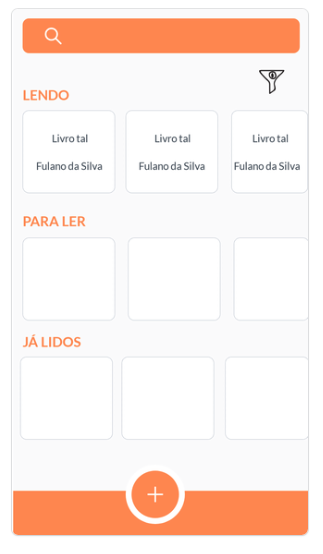 LENDO
Livro tal
Fulano da Silva
Livro tal
Fulano da Silva
Livro tal
Fulano da Silva
PARA LER
JÁ LIDOS